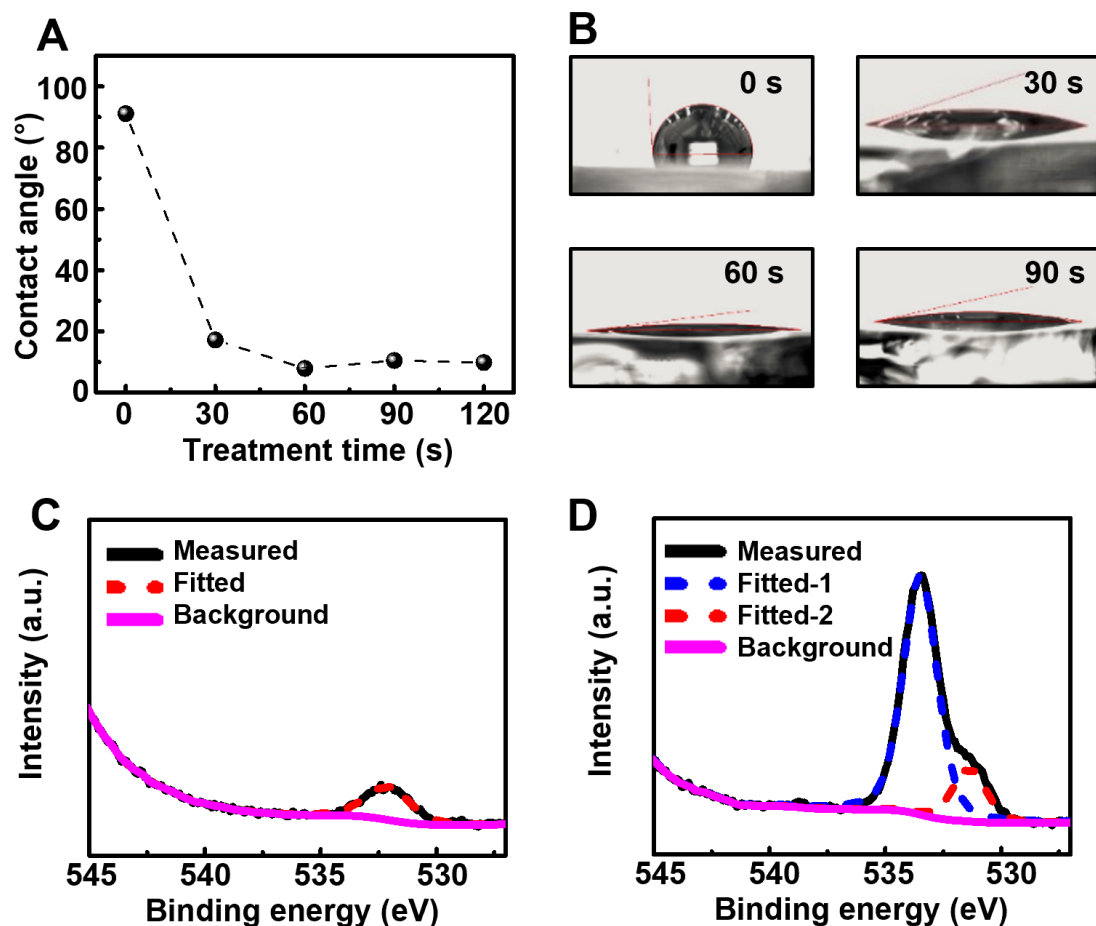 A
Contact angle (°)
100
80
60
40
20
0
0 30 60 90 120
Treatment time (s)
B
0 s
30 s
60 s
90 s
C
Measured
Fitted
Background
Intensity (a.u.)
545 540 535 530
Binding energy (eV)
D
Measured
Fitted-1
Fitted-2
Background
Intensity (a.u.)
545 540 535 530
Binding energy (eV)